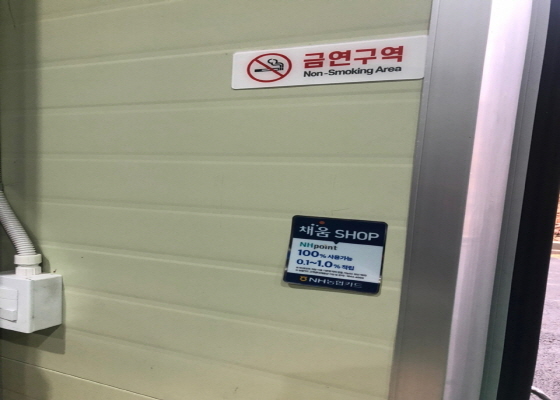 금연구역
Non-Smoking Area
채움 SHOP
NHpoint
100% 사용가능
0.1~1.0% 적립
NH농협카드